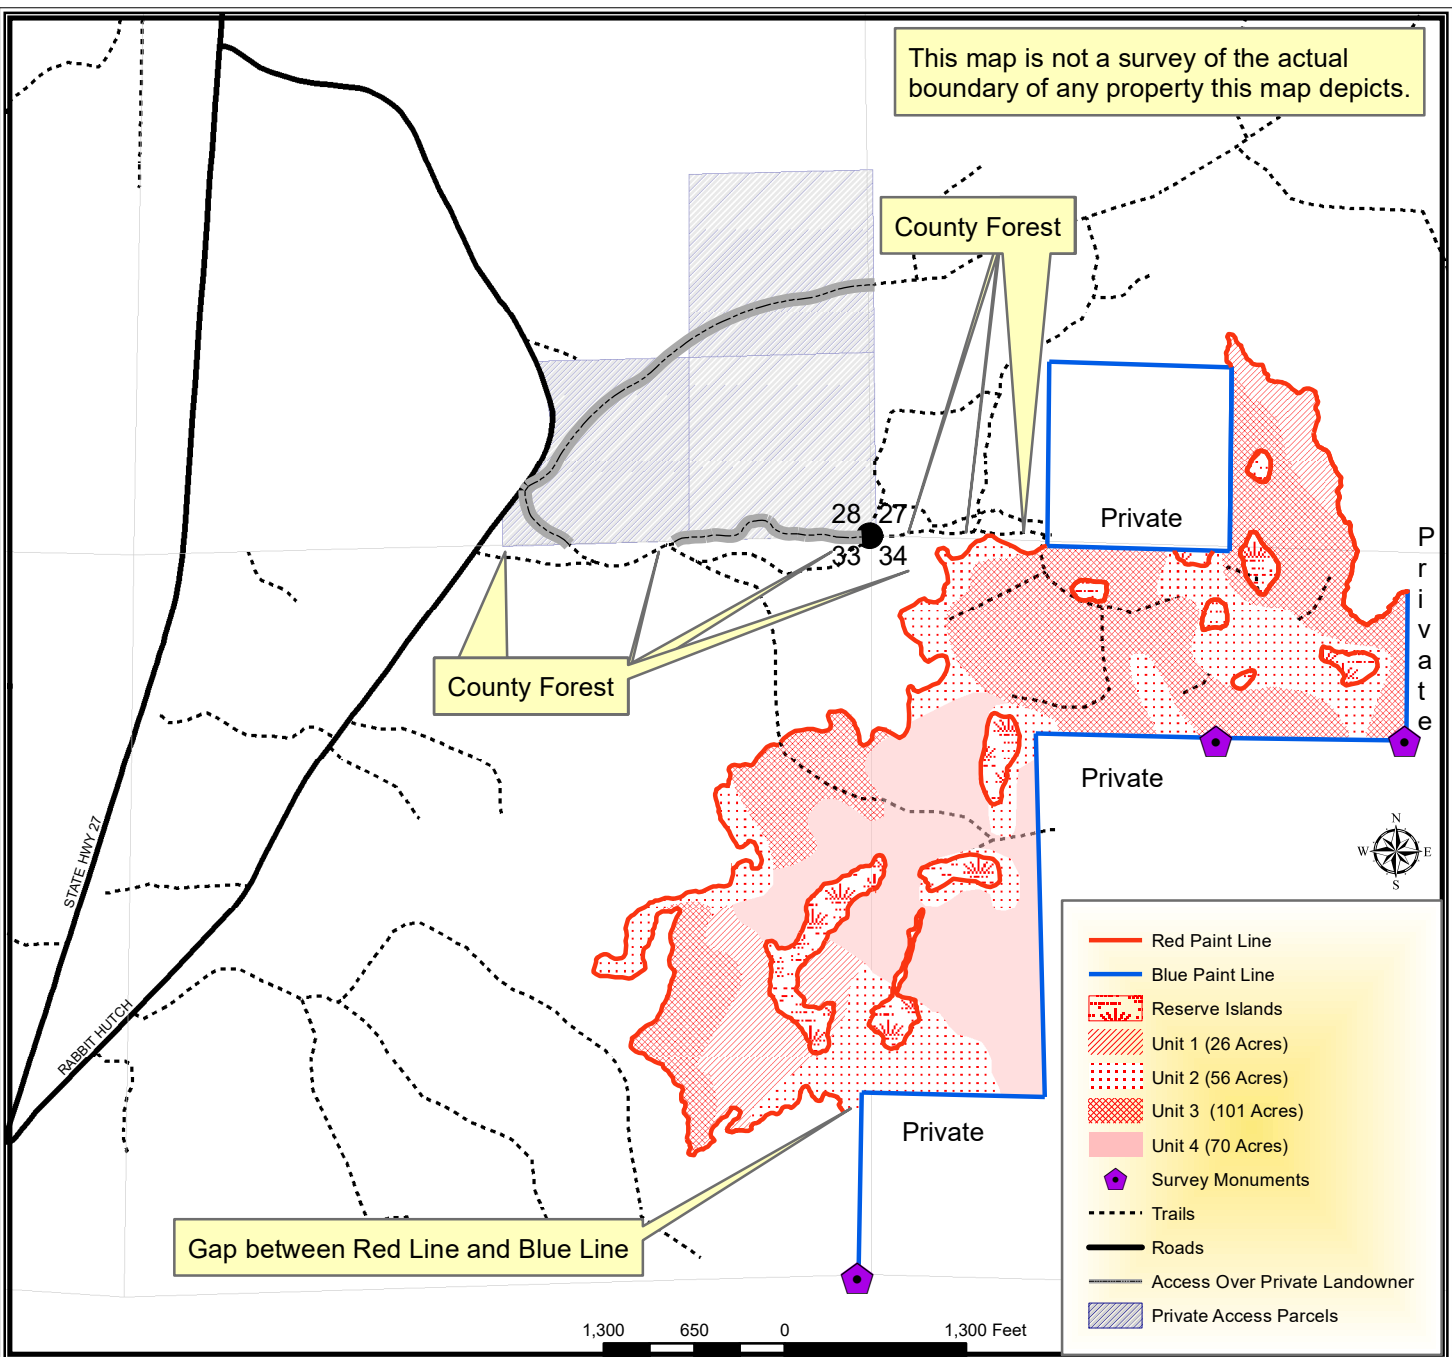 This map is not a survey of the actual
boundary of any property this map depicts.
County Forest
28 27
33 34
Private
Private
County Forest
Private
N
W E
S
STATE HWY 27
RABBIT HUTCH
Private
Gap between Red Line and Blue Line
Red Paint Line
Blue Paint Line
Reserve Islands
Unit 1 (26 Acres)
Unit 2 (56 Acres)
Unit 3 (101 Acres)
Unit 4 (70 Acres)
Survey Monuments
Trails
Roads
Access Over Private Landowner
Private Access Parcels
1,300 650 0 1,300 Feet